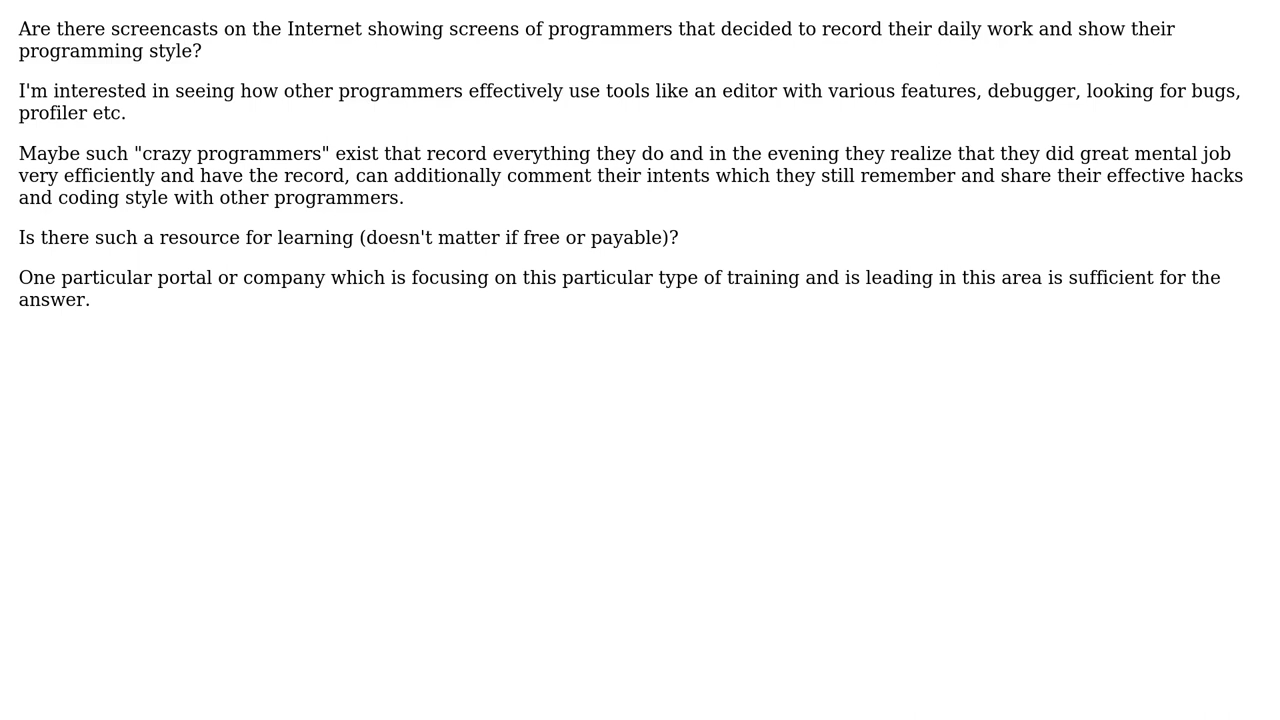 Are there screencasts on the Internet showing screens of programmers that decided to record their daily work and show their
programming style?
I'm interested in seeing how other programmers effectively use tools like an editor with various features, debugger, looking for bugs,
profiler etc.
Maybe such "crazy programmers" exist that record everything they do and in the evening they realize that they did great mental job
very efficiently and have the record, can additionally comment their intents which they still remember and share their effective hacks
and coding style with other programmers.
Is there such a resource for learning (doesn't matter if free or payable)?
One particular portal or company which is focusing on this particular type of training and is leading in this area is sufficient for the
answer.